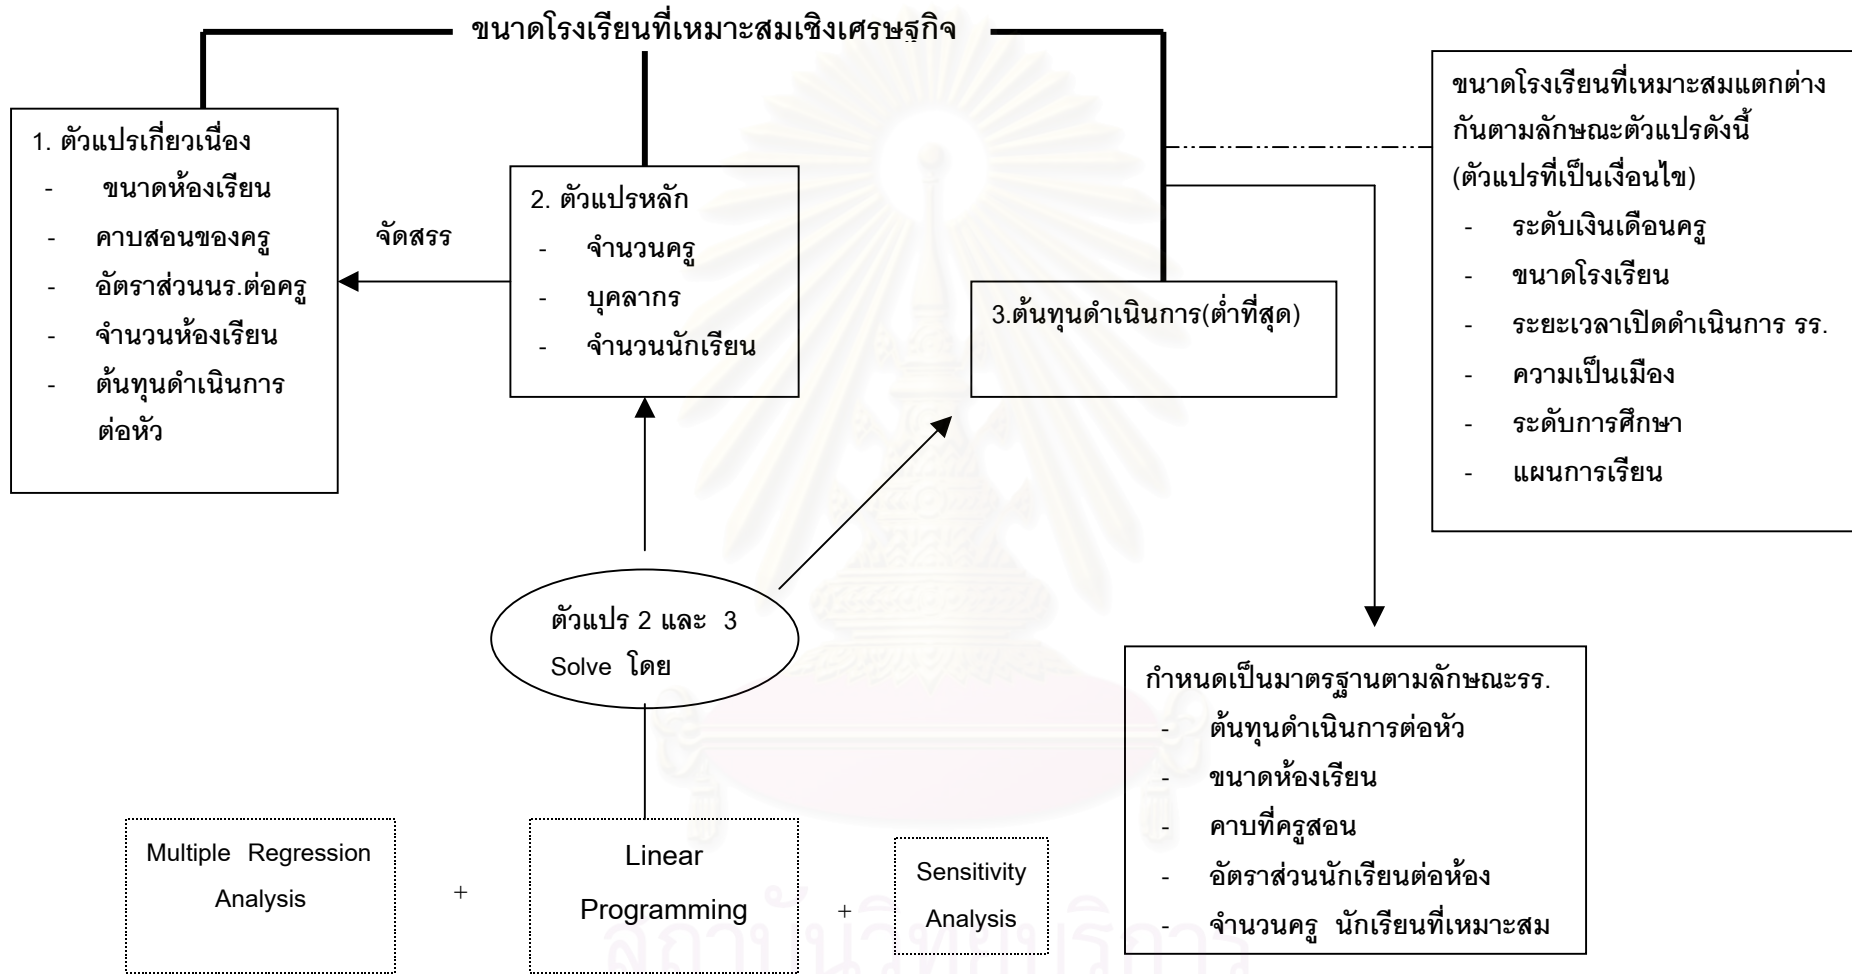 ขนาดโรงเรียนที่เหมาะสมเชิงเศรษฐกิจ
1. ตัวแปรเกี่ยวเนื่อง
- ขนาดห้องเรียน
- คาบสอนของครู
- อัตราส่วนนร.ต่อครู
- จำนวนห้องเรียน
- ต้นทุนดำเนินการ
ต่อหัว
จัดสรร
2. ตัวแปรหลัก
- จำนวนครู
- บุคลากร
- จำนวนนักเรียน
3.ต้นทุนดำเนินการ(ต่ำที่สุด)
ขนาดโรงเรียนที่เหมาะสมแตกต่าง
กันตามลักษณะตัวแปรดังนี้
(ตัวแปรที่เป็นเงื่อนไข)
- ระดับเงินเดือนครู
- ขนาดโรงเรียน
- ระยะเวลาเปิดดำเนินการ รร.
- ความเป็นเมือง
- ระดับการศึกษา
- แผนการเรียน
ตัวแปร 2 และ 3
Solve โดย
กำหนดเป็นมาตรฐานตามลักษณะรร.
- ต้นทุนดำเนินการต่อหัว
- ขนาดห้องเรียน
- คาบที่ครูสอน
- อัตราส่วนนักเรียนต่อห้อง
- จำนวนครู นักเรียนที่เหมาะสม
Multiple Regression
Analysis
+
Linear
Programming
+
Sensitivity
Analysis
สถาบันวิทยบริการ